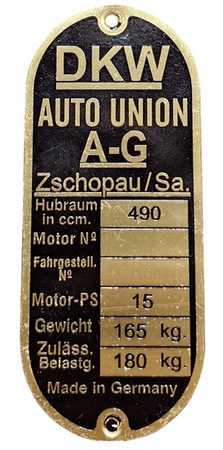 DKW
AUTO UNION
A-G
Zschopau/Sa.
Hubraum
in ccm. 490
Motor Nº
Fahrgestell.
Nº
Motor-PS 15
Gewicht 165 kg.
Zuläss.
Belastg. 180 kg.
Made in Germany